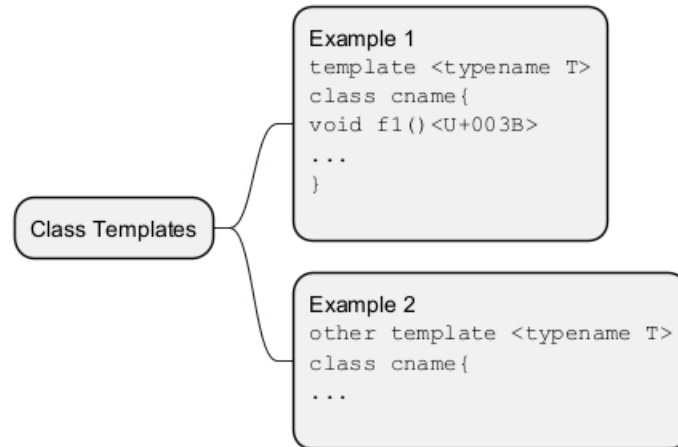 Example 1
template <typename T>
class cname{
void f1()<U+003B>
...
}
Class Templates
Example 2
other template <typename T>
class cname{
...